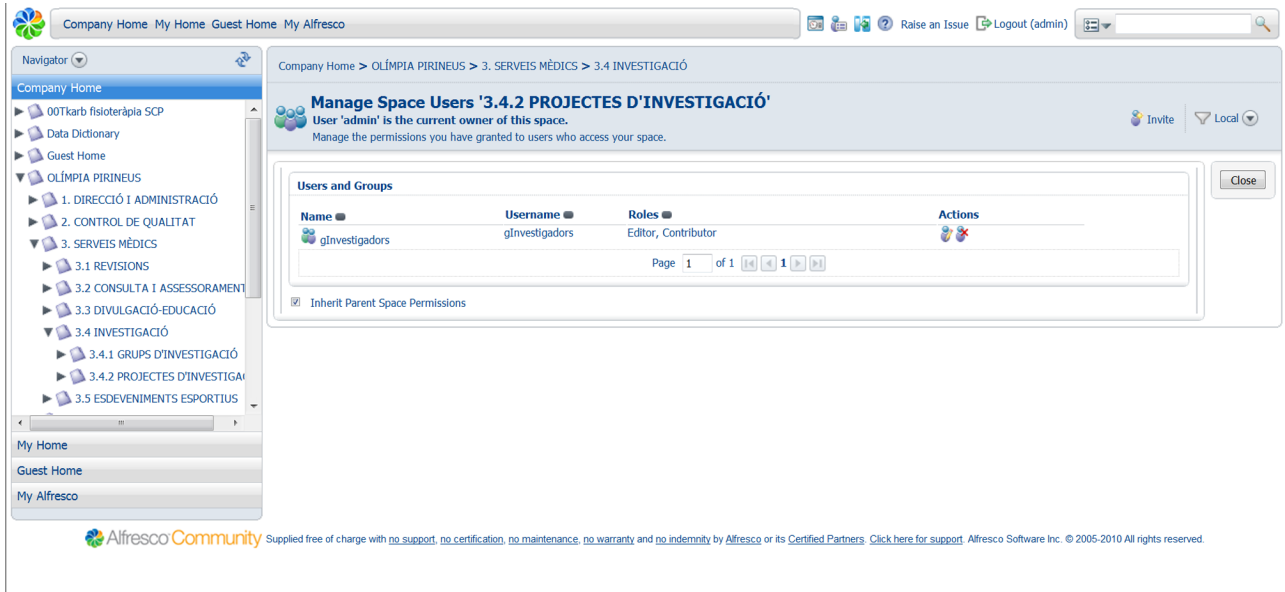 Company Home My Home Guest Home My Alfresco
Raise an Issue Logout (admin)
Navigator
Company Home
00Tkarb fisioteràpia SCP
Data Dictionary
Guest Home
OLÍMPIA PIRINEUS
1. DIRECCIÓ I ADMINISTRACIÓ
2. CONTROL DE QUALITAT
3. SERVEIS MÈDICS
3.1 REVISIONS
3.2 CONSULTA I ASSESSORAMENT
3.3 DIVULGACIÓ-EDUCACIÓ
3.4 INVESTIGACIÓ
3.4.1 GRUPS D'INVESTIGACIÓ
3.4.2 PROJECTES D'INVESTIGA
3.5 ESDEVENIMENTS ESPORTIUS
My Home
Guest Home
My Alfresco
Company Home > OLÍMPIA PIRINEUS > 3. SERVEIS MÈDICS > 3.4 INVESTIGACIÓ
Manage Space Users '3.4.2 PROJECTES D'INVESTIGACIÓ'
User 'admin' is the current owner of this space.
Manage the permissions you have granted to users who access your space.
Invite Local
Close
Users and Groups
Name Username Roles Actions
gInvestigadors gInvestigadors Editor, Contributor
Page 1 of 1 1
Inherit Parent Space Permissions
Alfresco Community Supplied free of charge with no support, no certification, no maintenance, no warranty and no indemnity by Alfresco or its Certified Partners. Click here for support. Alfresco Software Inc. © 2005-2010 All rights reserved.